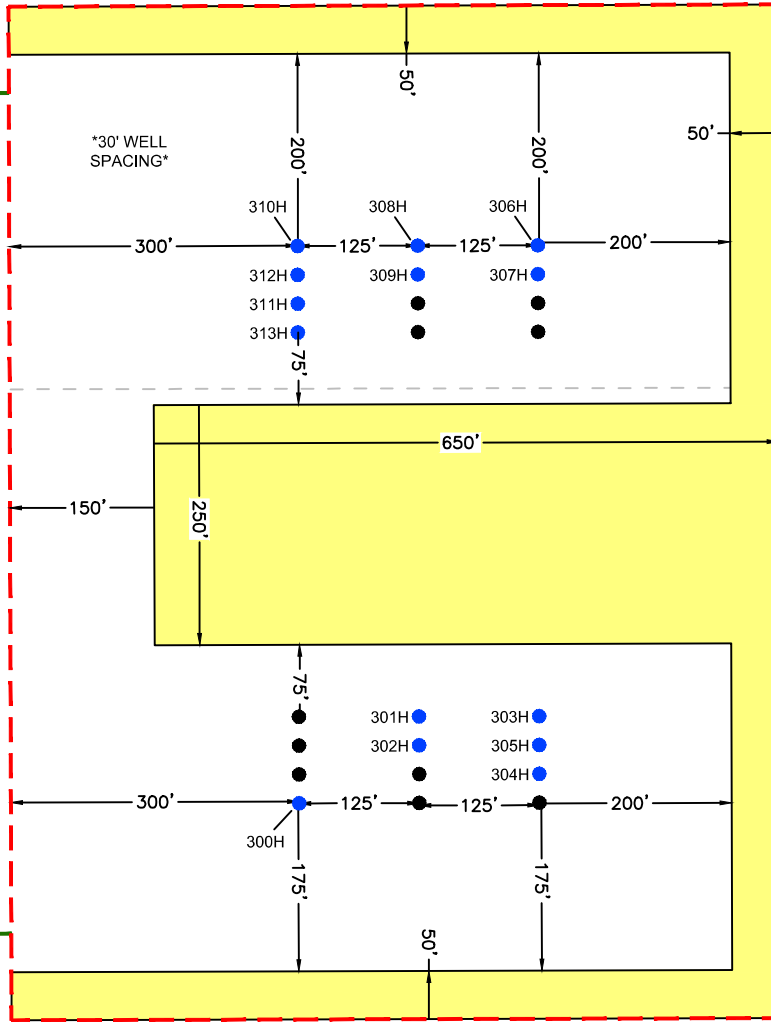 50'
50'
*30' WELL
SPACING*
200'
200'
310H
308H
306H
300'
125'
125'
200'
312H
309H
307H
311H
313H
75'
650'
150'
250'
75'
301H
303H
302H
305H
304H
300'
125'
125'
200'
300H
175'
175'
50'